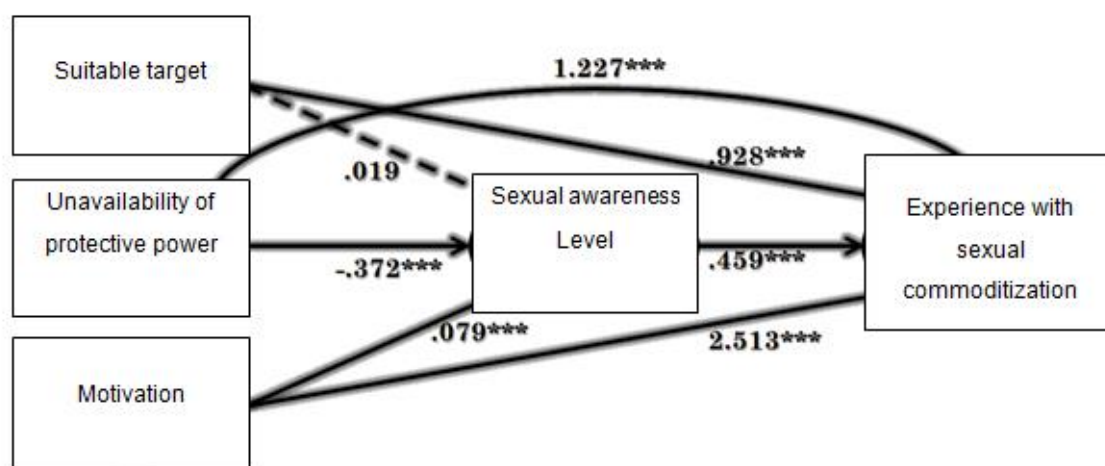 Suitable target
1.227***
.928***
.019
Unavailability of
protective power
Sexual awareness
Level
Experience with
sexual
commoditization
-.372***
.459***
.079***
2.513***
Motivation